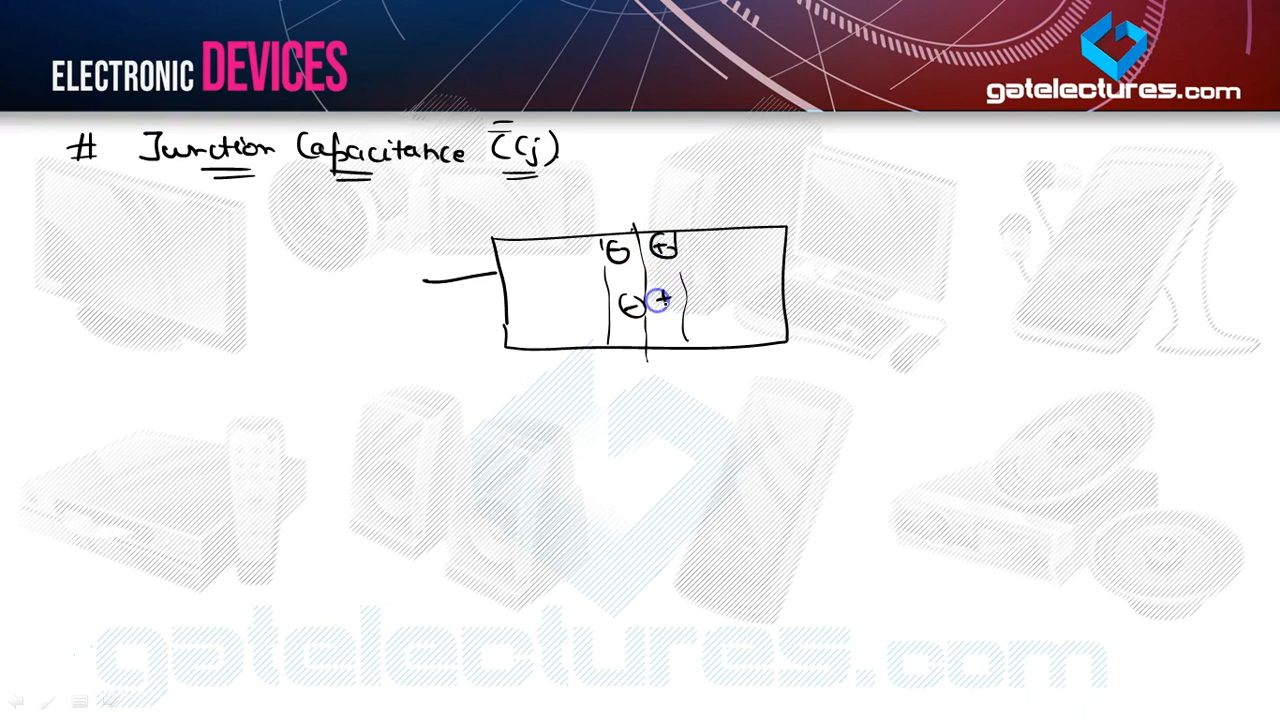 ELECTRONIC DEVICES
gatelectures.com
# Junction Capacitance (Cj)
⊖ ⊕
⊖ +
gatelectures.com